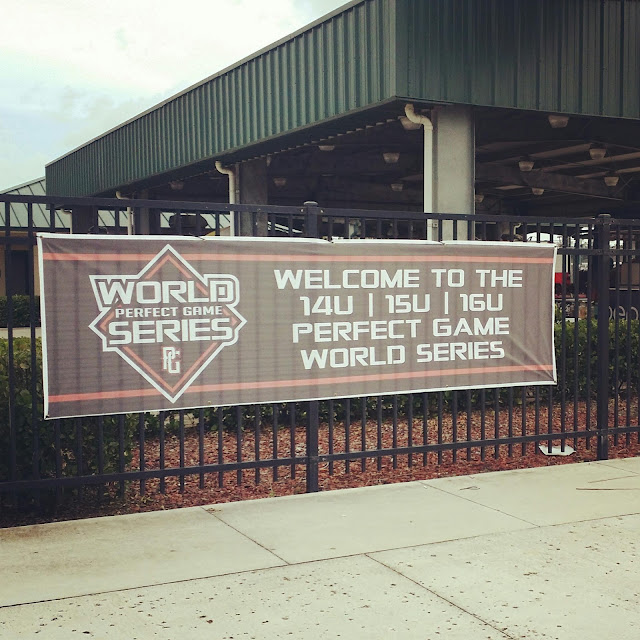 WORLD
PERFECT GAME
SERIES
PG
WELCOME TO THE
14U | 15U | 16U
PERFECT GAME
WORLD SERIES